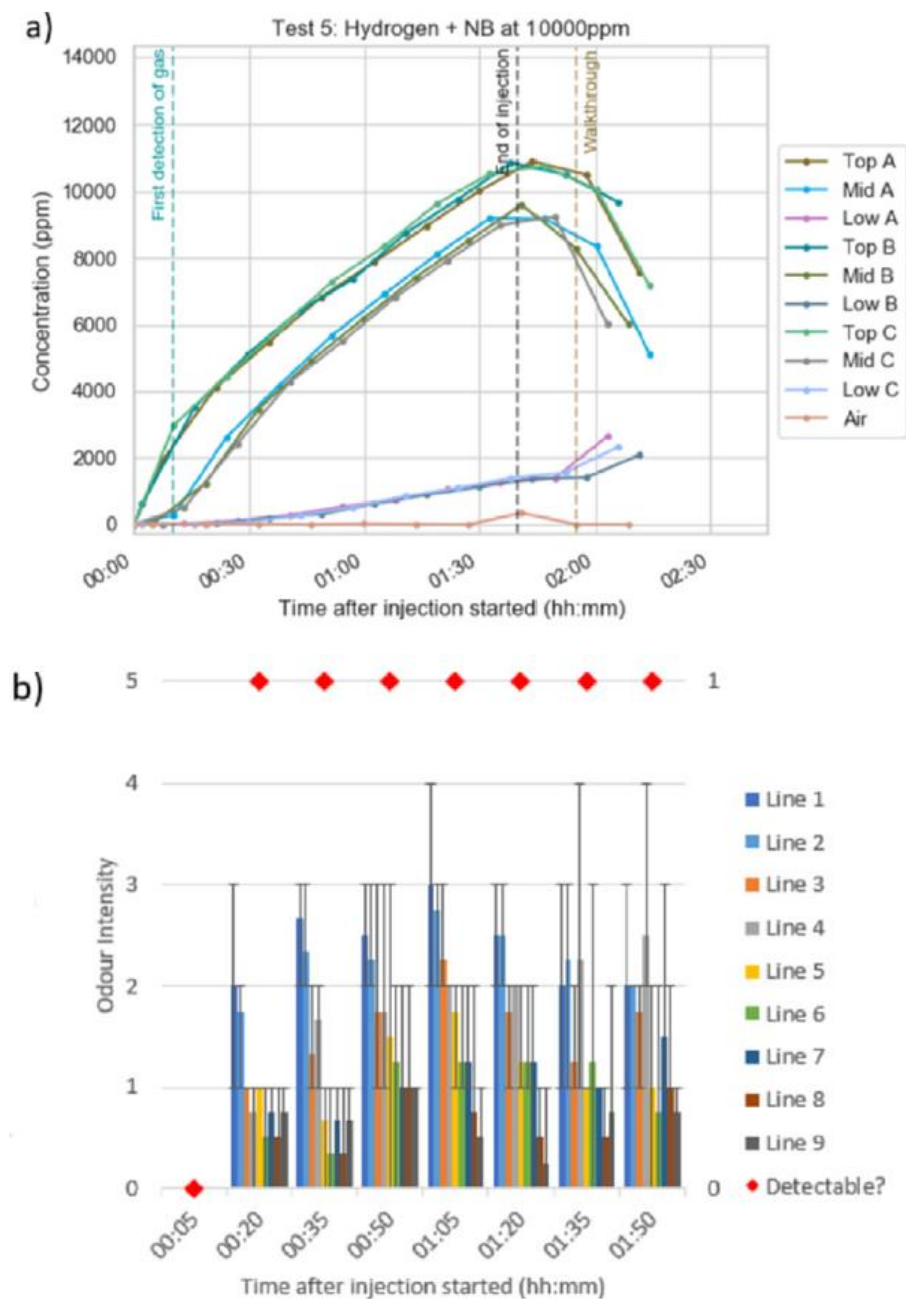 a)
Test 5: Hydrogen + NB at 10000ppm
14000
12000
10000
8000
6000
4000
2000
0
Concentration (ppm)
First detection of gas
End of injection
Walkthrough
00:00
00:30
01:00
01:30
02:00
02:30
Time after injection started (hh:mm)
Top A
Mid A
Low A
Top B
Mid B
Low B
Top C
Mid C
Low C
Air
b)
5
4
3
2
1
0
Odour Intensity
1
0
00:05
00:20
00:35
00:50
01:05
01:20
01:35
01:50
Time after injection started (hh:mm)
Line 1
Line 2
Line 3
Line 4
Line 5
Line 6
Line 7
Line 8
Line 9
Detectable?